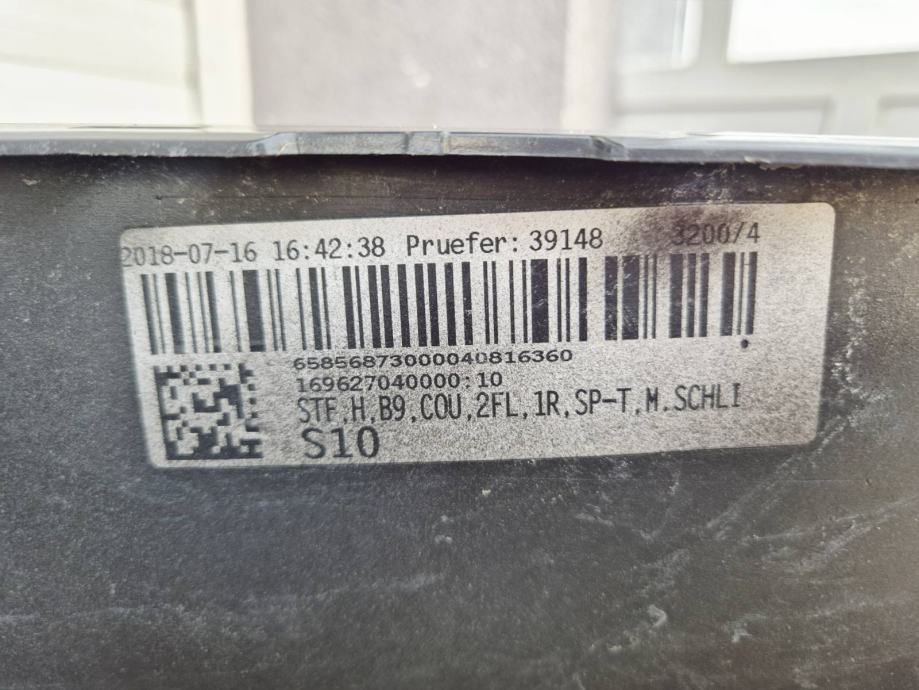 2018-07-16 16:42:38 Pruefer: 39148 3200/4
65856873000040816360
169627040000:10
STF,H,B9,COU,2FL,1R,SP-T,M.SCHLI
S10